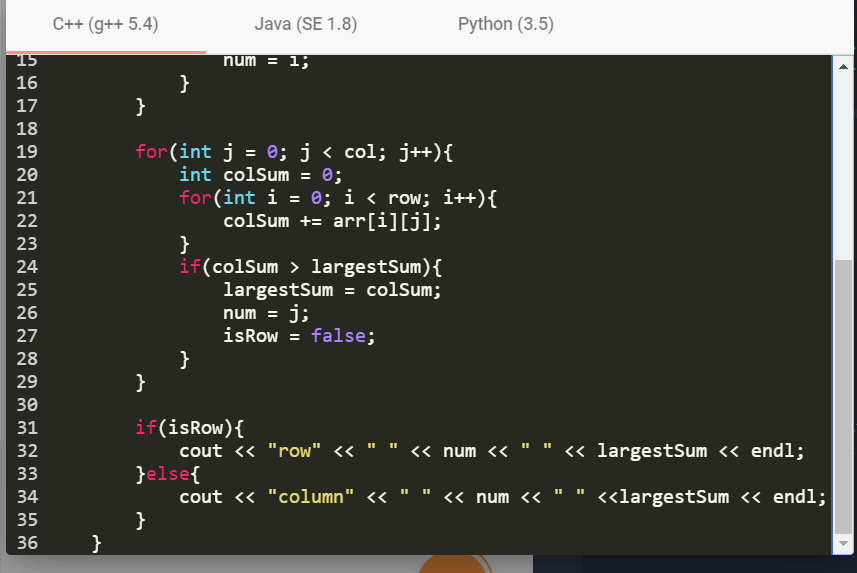 C++ (g++ 5.4) Java (SE 1.8) Python (3.5)
15 num = i;
16 }
17 }
18
19 for(int j = 0; j < col; j++){
20 int colSum = 0;
21 for(int i = 0; i < row; i++){
22 colSum += arr[i][j];
23 }
24 if(colSum > largestSum){
25 largestSum = colSum;
26 num = j;
27 isRow = false;
28 }
29 }
30
31 if(isRow){
32 cout << "row" << " " << num << " " << largestSum << endl;
33 }else{
34 cout << "column" << " " << num << " " <<largestSum << endl;
35 }
36 }